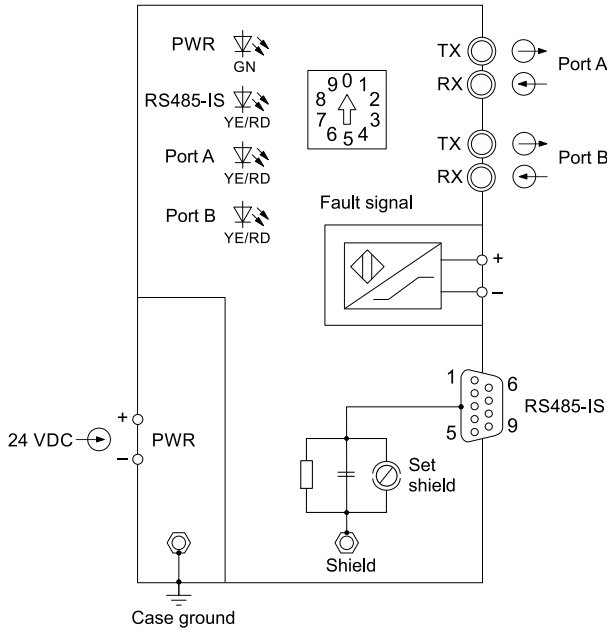 PWR
GN
RS485-IS
YE/RD
Port A
YE/RD
Port B
YE/RD
0
1
2
3
4
5
6
7
8
9
TX
RX
Port A
TX
RX
Port B
Fault signal
+
–
1
6
5
9
RS485-IS
24 VDC
+
–
PWR
Set
shield
Shield
Case ground